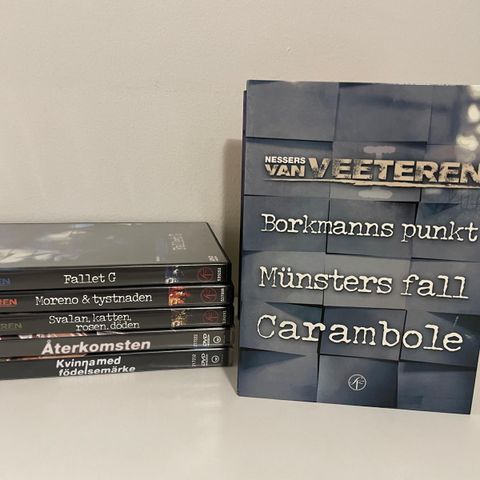 NESSERS
VAN VEETEREN
Borkmanns punkt
Münsters fall
Carambole
Fallet G
Moreno & tystnaden
Svalan, katten,
rosen, döden
Återkomsten
Kvinna med
födelsemärke